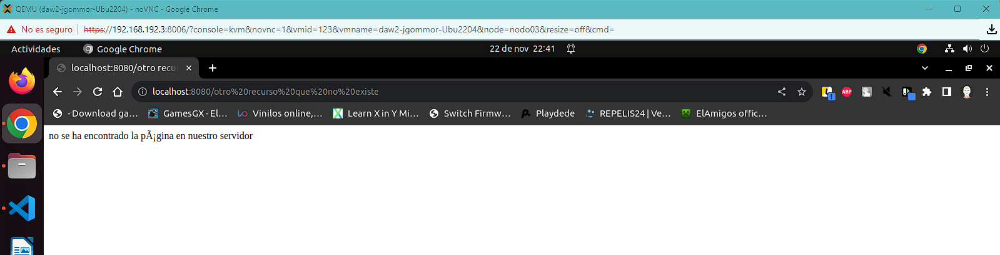 QEMU (daw2-jgommor-Ubu2204) - noVNC - Google Chrome
No es seguro https://192.168.192.3:8006/?console=kvm&novnc=1&vmid=123&vmname=daw2-jgommor-Ubu2204&node=nodo03&resize=off&cmd=
Actividades Google Chrome 22 de nov 22:41
localhost:8080/otro recu
localhost:8080/otro%20recurso%20que%20no%20existe ABP
- Download ga… GamesGX - El… Vinilos online,… Learn X in Y Mi… Switch Firmw… Playdede REPELIS24 | Ve… ElAmigos offic…
no se ha encontrado la pÃ¡gina en nuestro servidor